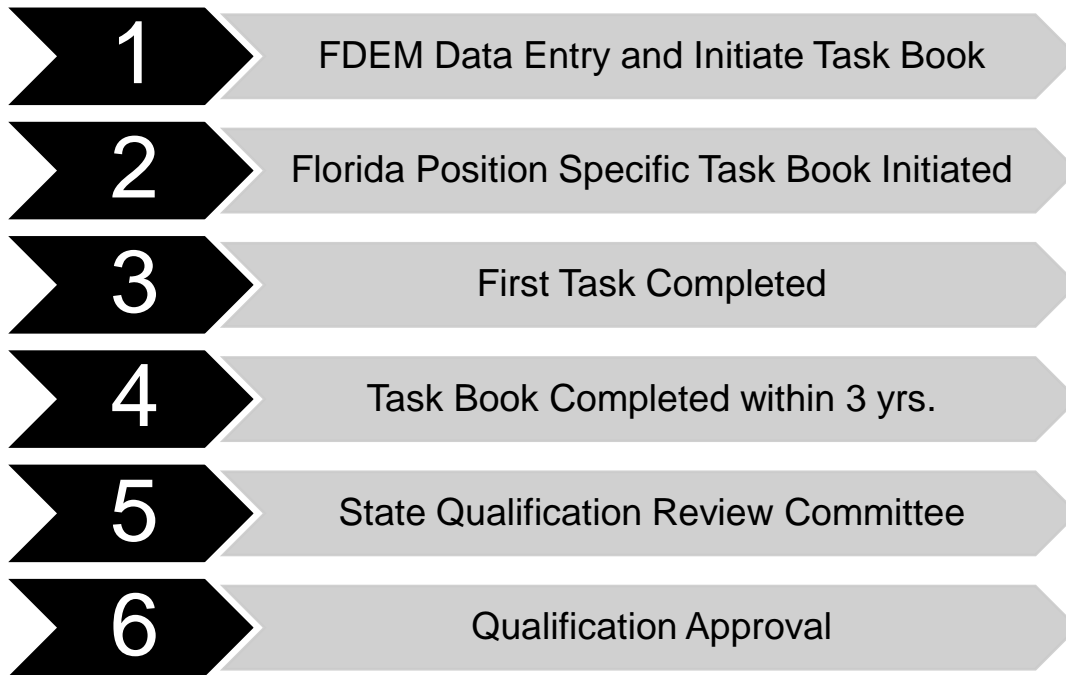 1 FDEM Data Entry and Initiate Task Book
2 Florida Position Specific Task Book Initiated
3 First Task Completed
4 Task Book Completed within 3 yrs.
5 State Qualification Review Committee
6 Qualification Approval